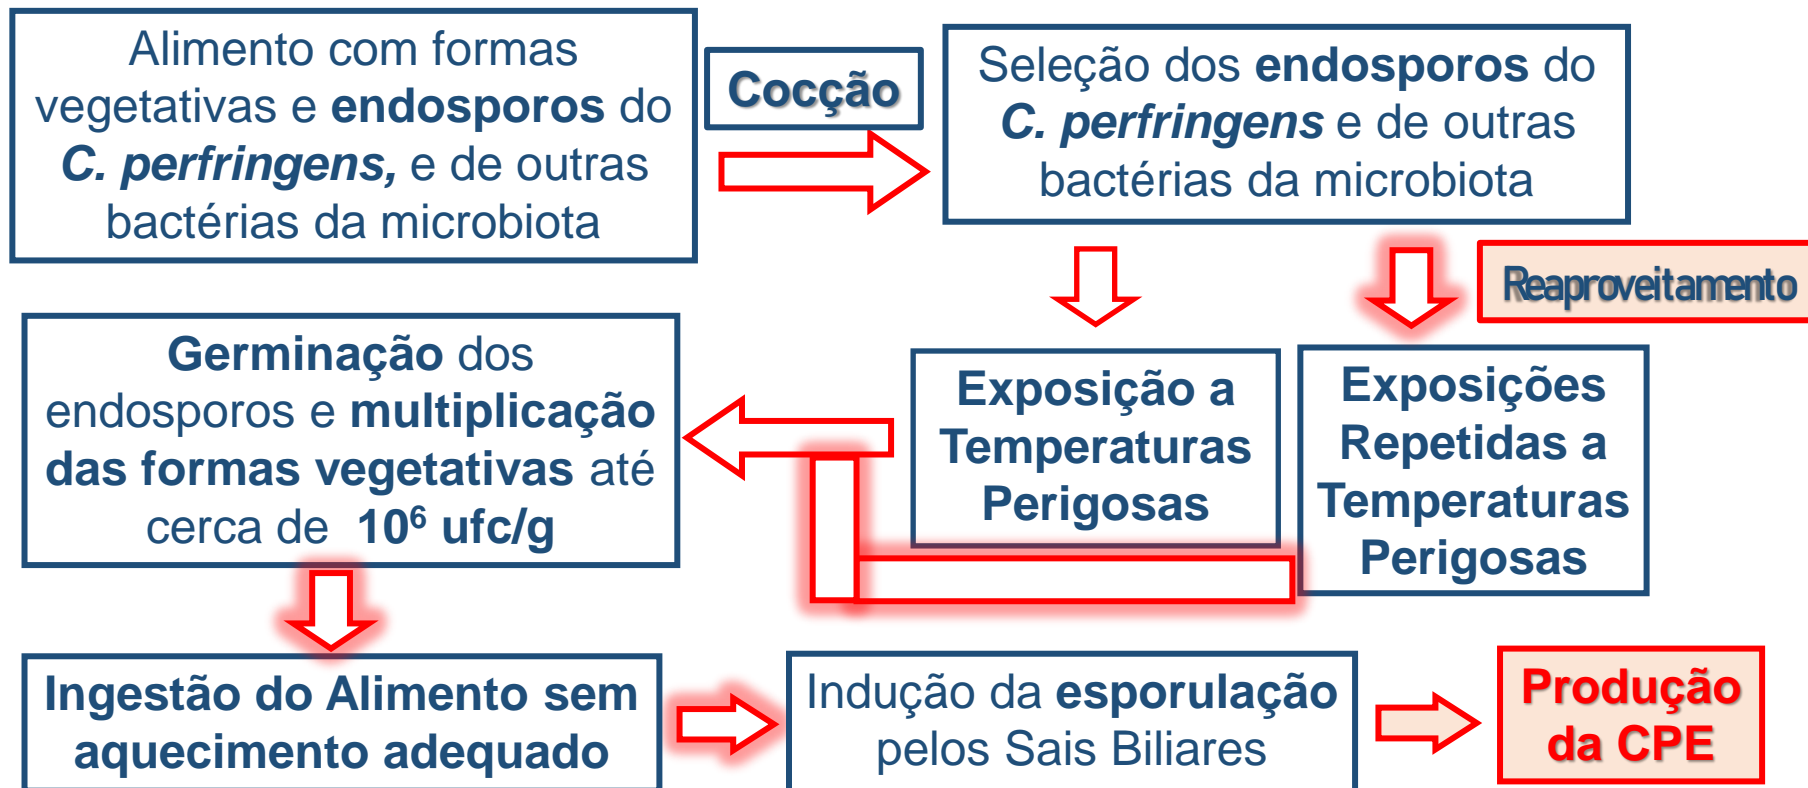 Alimento com formas
vegetativas e endosporos do
C. perfringens, e de outras
bactérias da microbiota
Cocção
Seleção dos endosporos do
C. perfringens e de outras
bactérias da microbiota
Reaproveitamento
Exposição a
Temperaturas
Perigosas
Exposições
Repetidas a
Temperaturas
Perigosas
Germinação dos
endosporos e multiplicação
das formas vegetativas até
cerca de 10⁶ ufc/g
Ingestão do Alimento sem
aquecimento adequado
Indução da esporulação
pelos Sais Biliares
Produção
da CPE